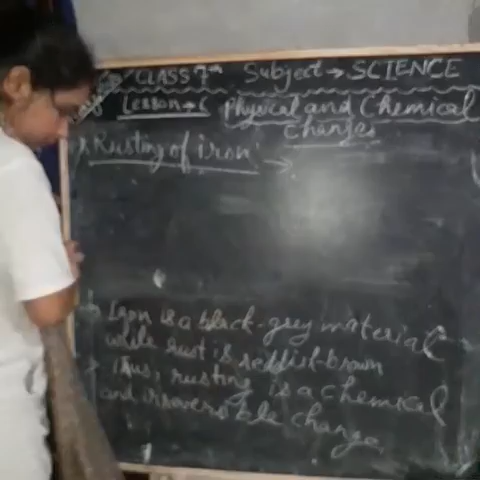 CLASS 7th Subject → SCIENCE
Lesson → 6 Physical and Chemical
Changes
Rusting of iron →
Iron is a black-grey material
while rust is reddish-brown
Thus, rusting is a chemical
and irreversible change